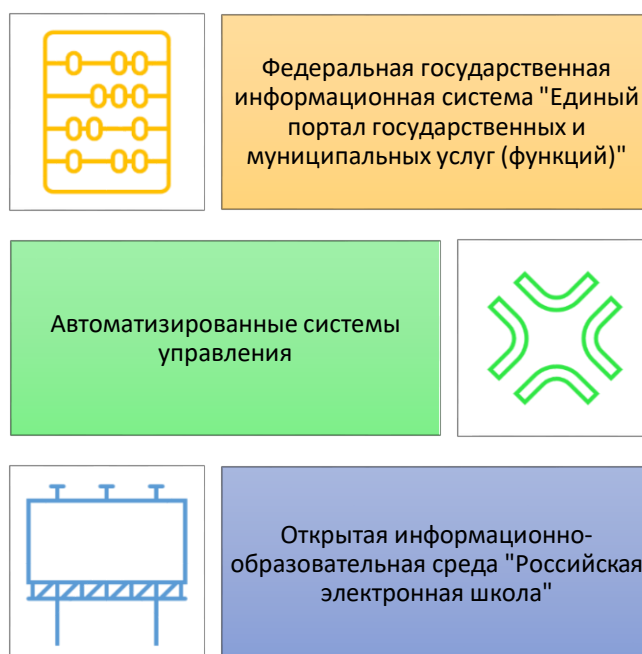 Федеральная государственная
информационная система "Единый
портал государственных и
муниципальных услуг (функций)"
Автоматизированные системы
управления
Открытая информационно-
образовательная среда "Российская
электронная школа"